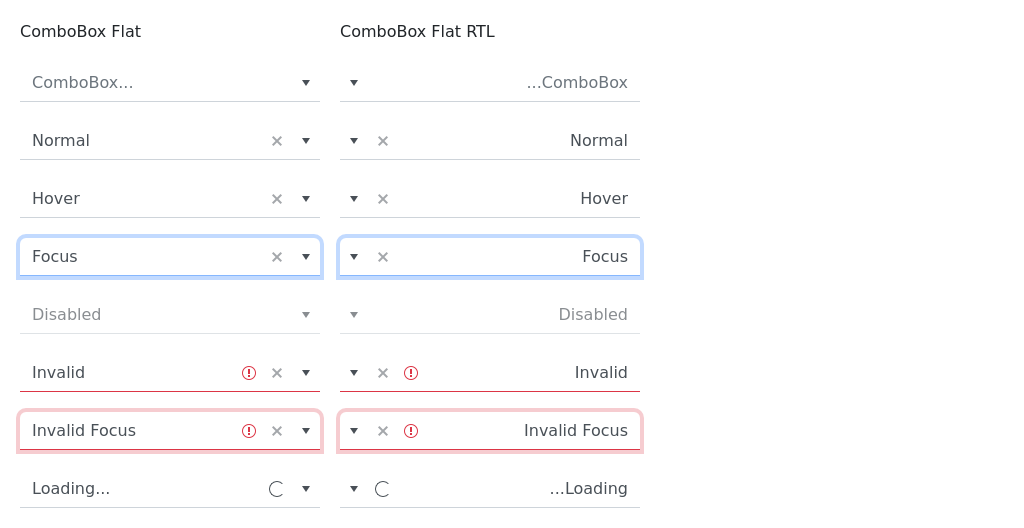 ComboBox Flat
ComboBox...
Normal
Hover
Focus
Disabled
Invalid
Invalid Focus
Loading...
ComboBox Flat RTL
...ComboBox
Normal
Hover
Focus
Disabled
Invalid
Invalid Focus
...Loading